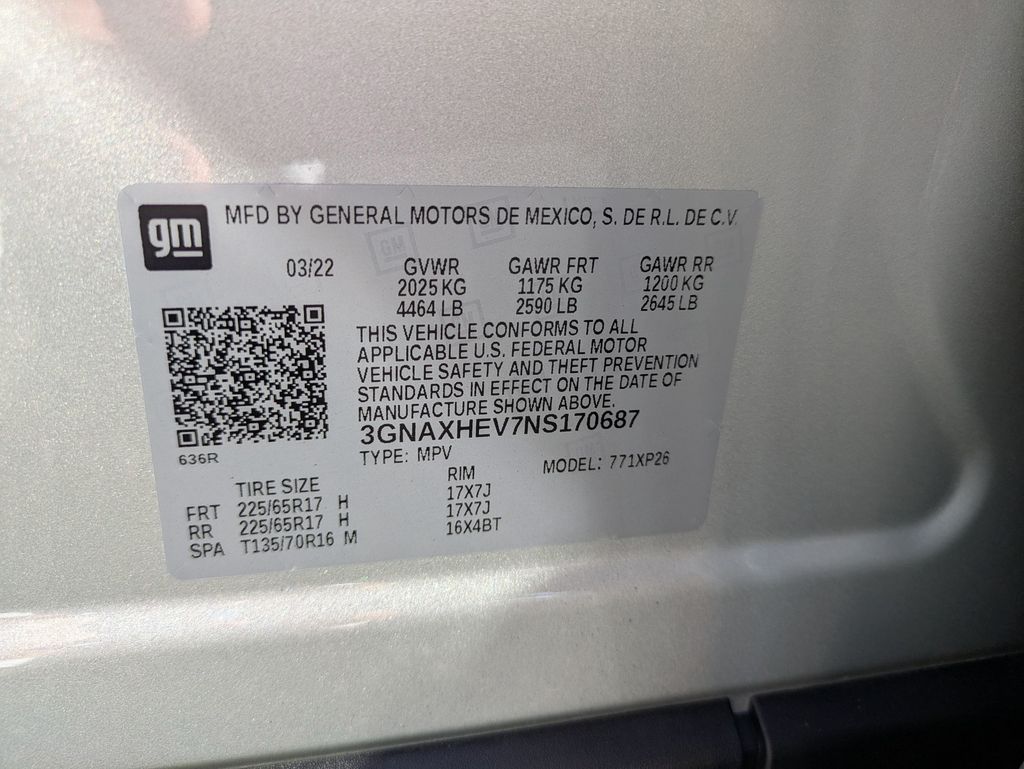 gm
MFD BY GENERAL MOTORS DE MEXICO, S. DE R.L. DE C.V.
03/22 GVWR GAWR FRT GAWR RR
2025 KG 1175 KG 1200 KG
4464 LB 2590 LB 2645 LB
THIS VEHICLE CONFORMS TO ALL
APPLICABLE U.S. FEDERAL MOTOR
VEHICLE SAFETY AND THEFT PREVENTION
STANDARDS IN EFFECT ON THE DATE OF
MANUFACTURE SHOWN ABOVE.
3GNAXHEV7NS170687
636R
TYPE: MPV MODEL: 771XP26
TIRE SIZE RIM
FRT 225/65R17 H 17X7J
RR 225/65R17 H 17X7J
SPA T135/70R16 M 16X4BT
GM